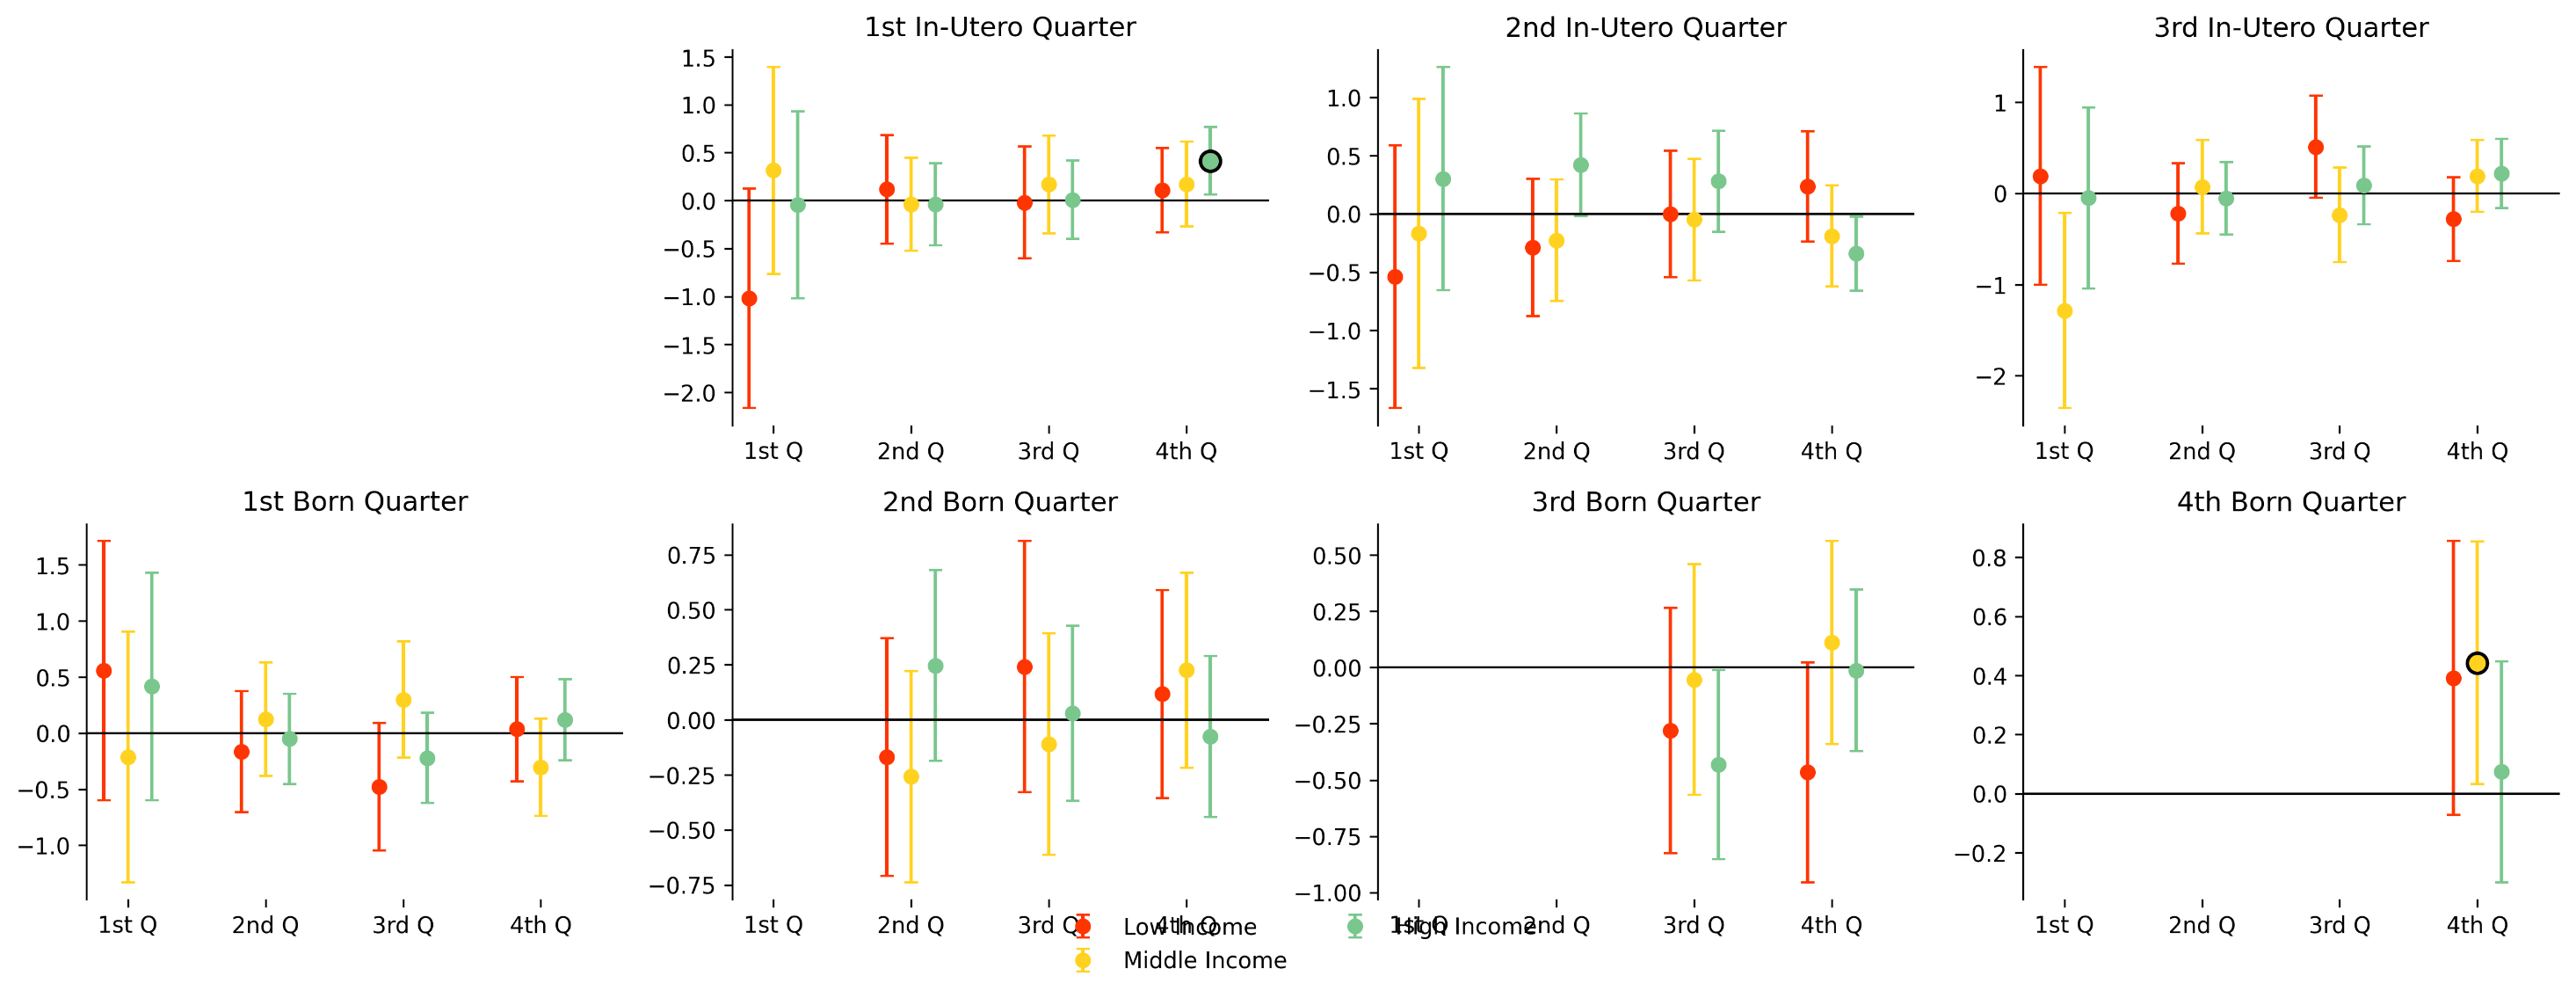 1st In-Utero Quarter
1.5
1.0
0.5
0.0
−0.5
−1.0
−1.5
−2.0
1st Q 2nd Q 3rd Q 4th Q
2nd In-Utero Quarter
1.0
0.5
0.0
−0.5
−1.0
−1.5
1st Q 2nd Q 3rd Q 4th Q
3rd In-Utero Quarter
1
0
−1
−2
1st Q 2nd Q 3rd Q 4th Q
1st Born Quarter
1.5
1.0
0.5
0.0
−0.5
−1.0
1st Q 2nd Q 3rd Q 4th Q
2nd Born Quarter
0.75
0.50
0.25
0.00
−0.25
−0.50
−0.75
1st Q 2nd Q 3rd Q 4th Q
3rd Born Quarter
0.50
0.25
0.00
−0.25
−0.50
−0.75
−1.00
1st Q 2nd Q 3rd Q 4th Q
4th Born Quarter
0.8
0.6
0.4
0.2
0.0
−0.2
1st Q 2nd Q 3rd Q 4th Q
Low Income
Middle Income
High Income